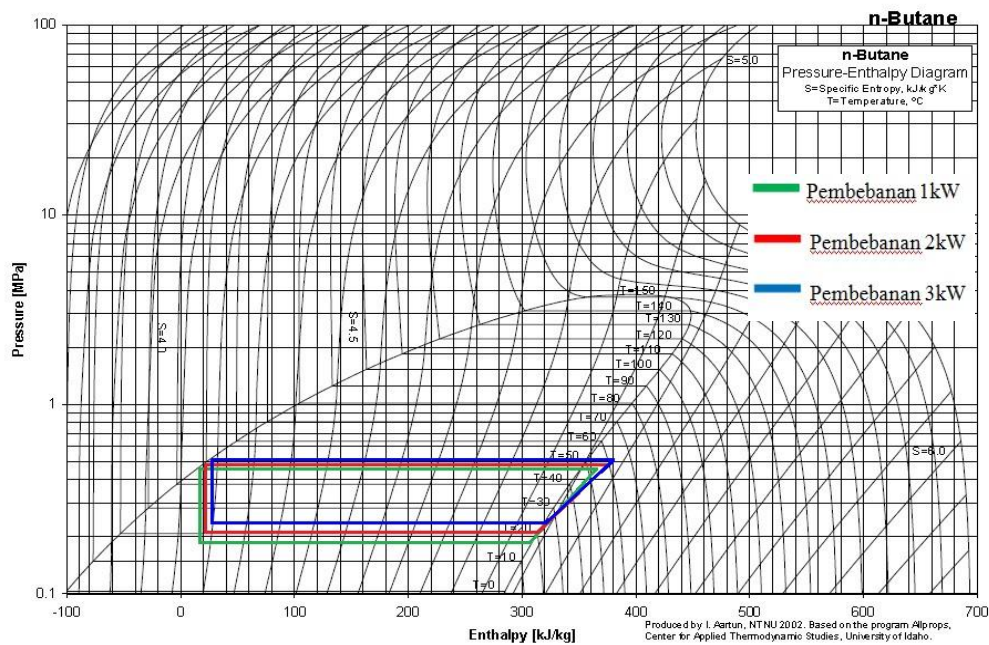 n-Butane
n-Butane
Pressure-Enthalpy Diagram
S=Specific Entropy, kJ/kg*K
T=Temperature, ºC
S=5.0
Pembebanan 1kW
Pembebanan 2kW
Pembebanan 3kW
100
10
1
0.1
Pressure [MPa]
S=4.5
T=150
T=140
T=130
T=120
T=110
T=100
T=90
T=80
T=70
T=60
T=50
T=40
T=30
T=10
T=0
S=6.0
-100
0
100
200
300
400
500
600
700
Enthalpy [kJ/kg]
Produced by I. Aartun, NTNU 2002. Based on the program Allprops,
Center for Applied Thermodynamic Studies, University of Idaho.